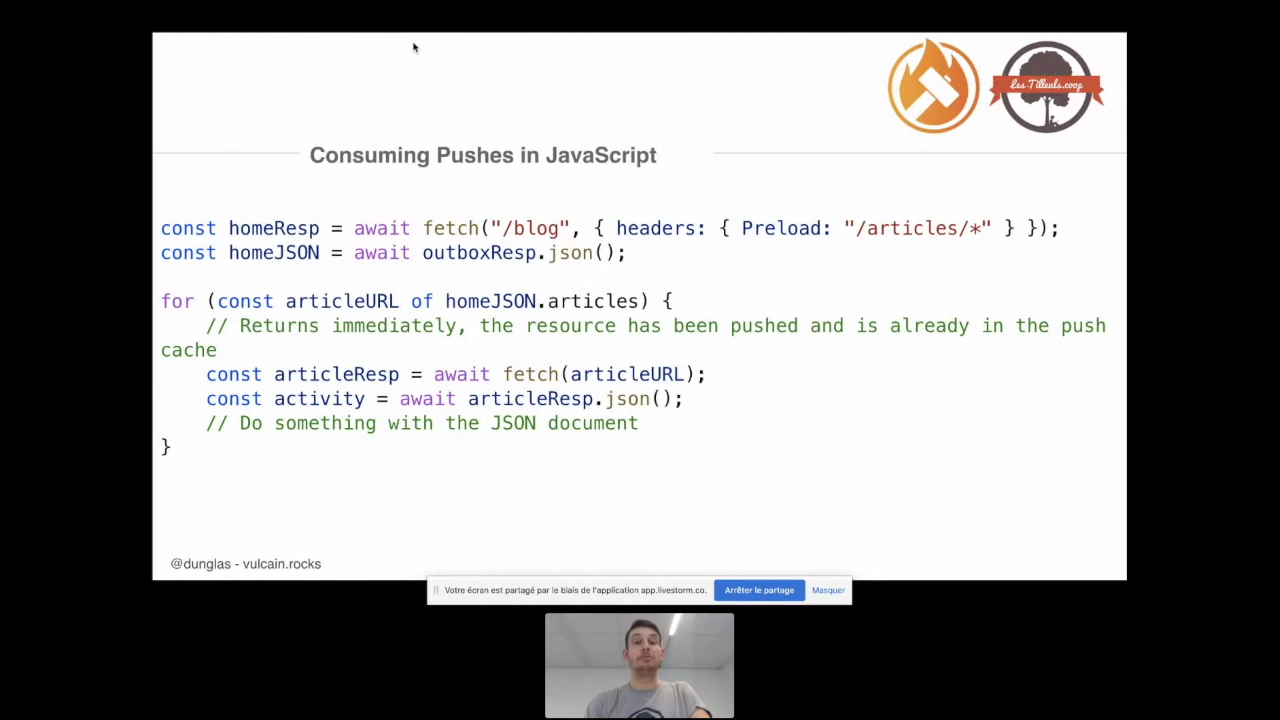 Les-Tilleuls.coop
Consuming Pushes in JavaScript
const homeResp = await fetch("/blog", { headers: { Preload: "/articles/*" } });
const homeJSON = await outboxResp.json();
for (const articleURL of homeJSON.articles) {
// Returns immediately, the resource has been pushed and is already in the push
cache
const articleResp = await fetch(articleURL);
const activity = await articleResp.json();
// Do something with the JSON document
}
@dunglas - vulcain.rocks
Votre écran est partagé par le biais de l'application app.livestorm.co. Arrêter le partage Masquer